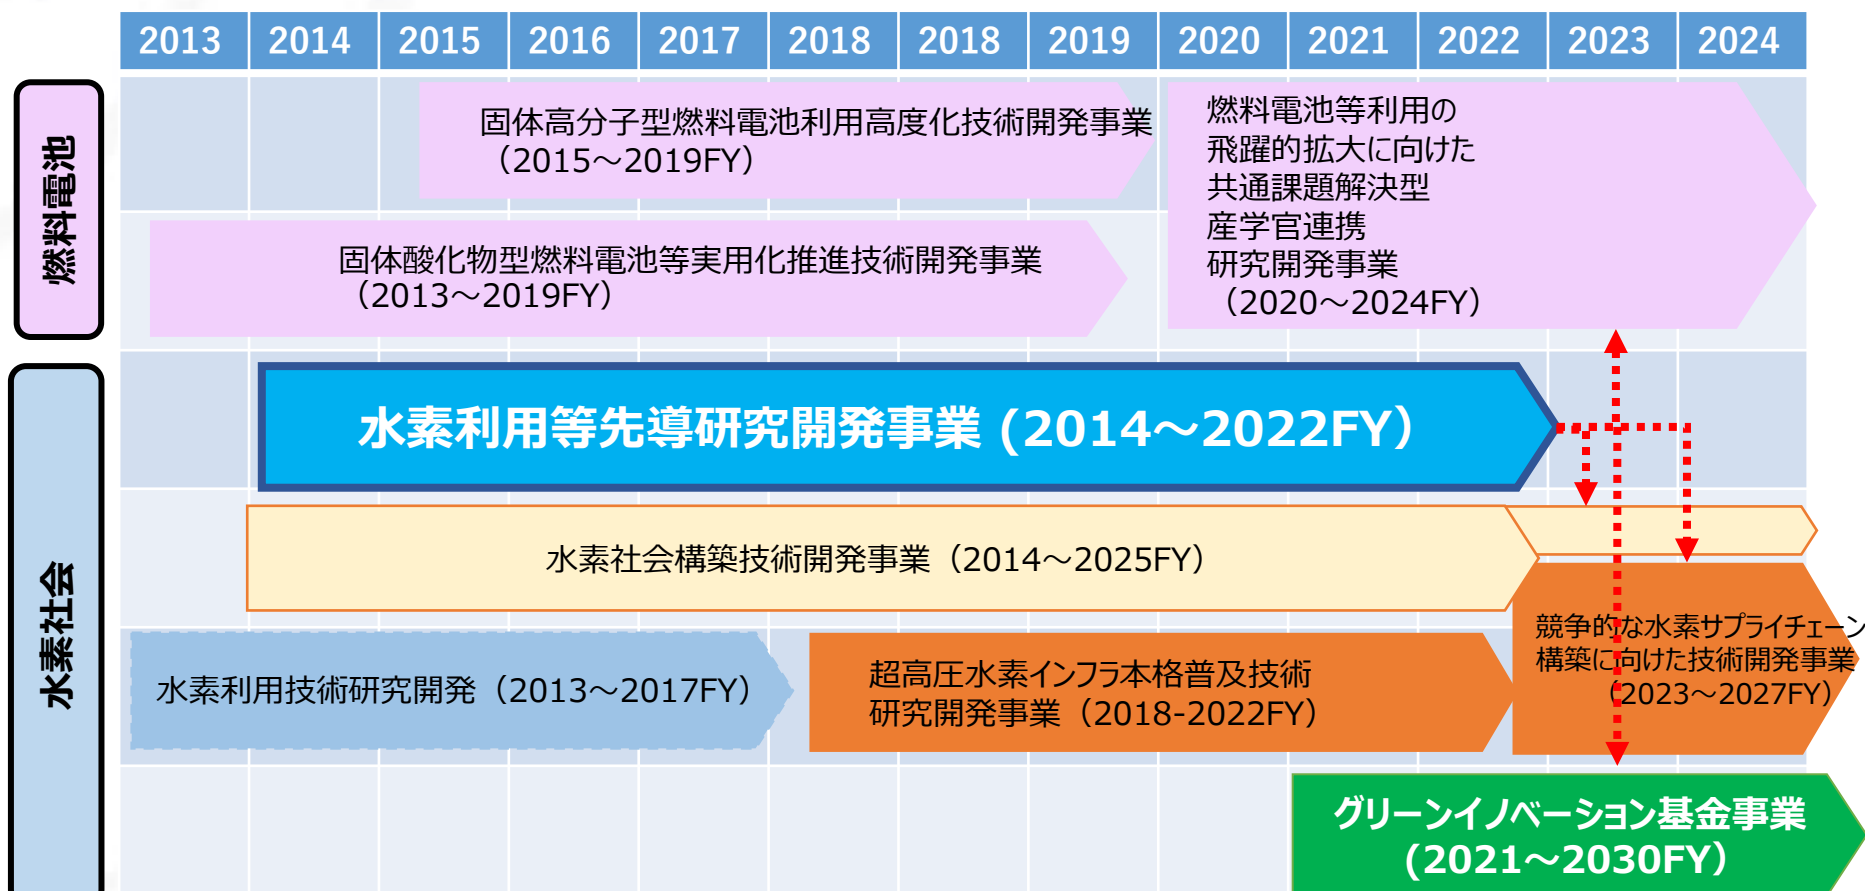 2013 2014 2015 2016 2017 2018 2018 2019 2020 2021 2022 2023 2024
燃料電池
固体高分子型燃料電池利用高度化技術開発事業
（2015～2019FY）
固体酸化物型燃料電池等実用化推進技術開発事業
（2013～2019FY）
燃料電池等利用の
飛躍的拡大に向けた
共通課題解決型
産学官連携
研究開発事業
（2020～2024FY）
水素社会
水素利用等先導研究開発事業 (2014～2022FY）
水素社会構築技術開発事業（2014～2025FY）
水素利用技術研究開発（2013～2017FY）
超高圧水素インフラ本格普及技術
研究開発事業（2018-2022FY）
競争的な水素サプライチェーン
構築に向けた技術開発事業
（2023～2027FY）
グリーンイノベーション基金事業
(2021～2030FY）